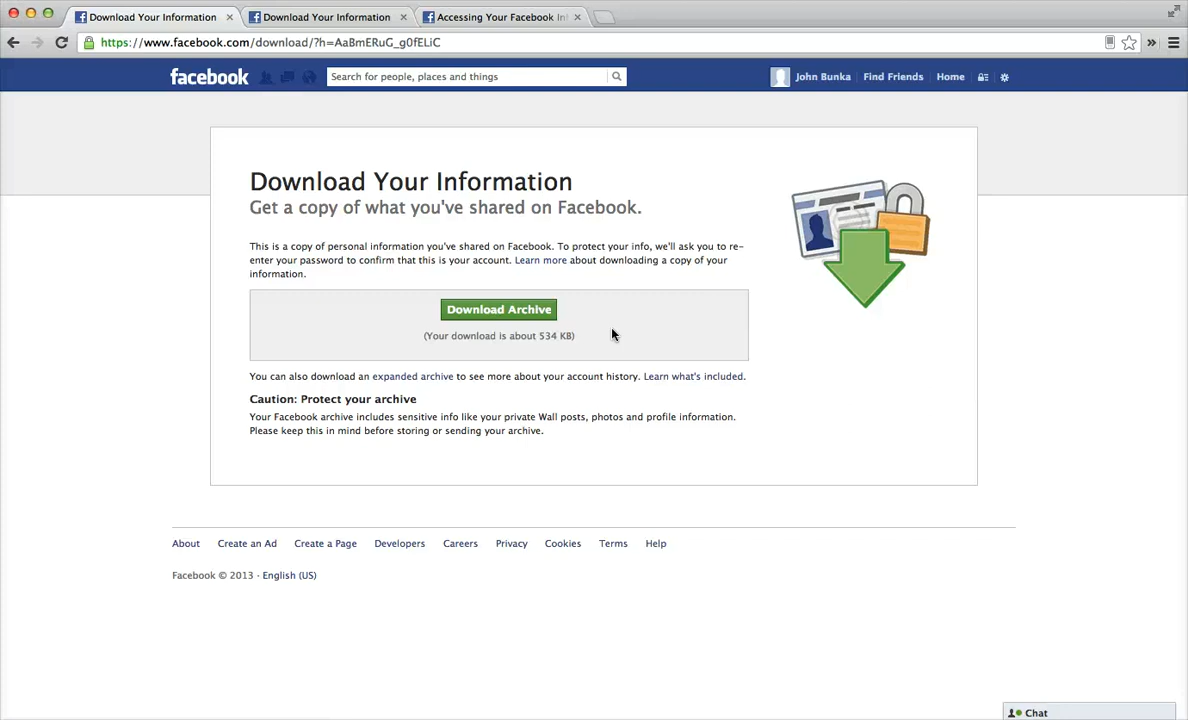 Download Your Information
Download Your Information
Accessing Your Facebook In
https://www.facebook.com/download/?h=AaBmERuG_g0fELiC
facebook
Search for people, places and things
John Bunka
Find Friends
Home
Download Your Information
Get a copy of what you've shared on Facebook.
This is a copy of personal information you've shared on Facebook. To protect your info, we'll ask you to re-
enter your password to confirm that this is your account. Learn more about downloading a copy of your
information.
Download Archive
(Your download is about 534 KB)
You can also download an expanded archive to see more about your account history. Learn what's included.
Caution: Protect your archive
Your Facebook archive includes sensitive info like your private Wall posts, photos and profile information.
Please keep this in mind before storing or sending your archive.
About Create an Ad Create a Page Developers Careers Privacy Cookies Terms Help
Facebook © 2013 · English (US)
Chat